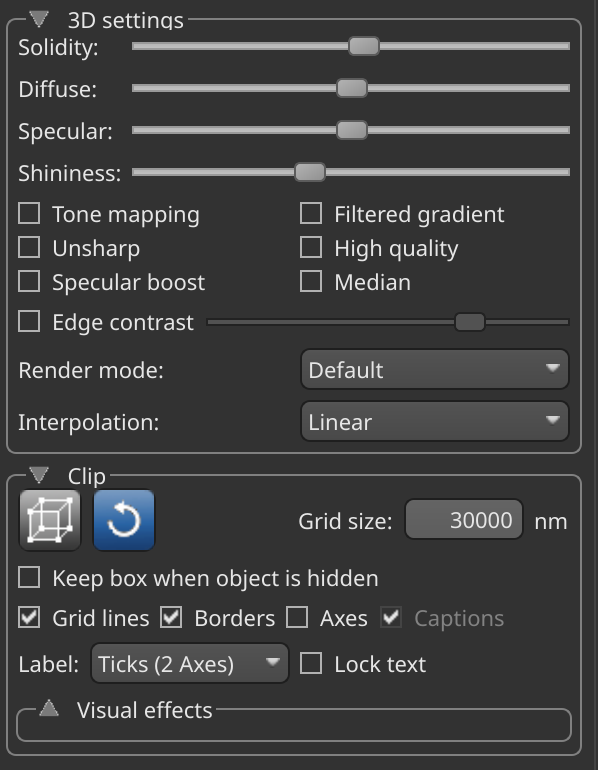 3D settings
Solidity:
Diffuse:
Specular:
Shininess:
Tone mapping Filtered gradient
Unsharp High quality
Specular boost Median
Edge contrast
Render mode: Default
Interpolation: Linear
Clip
Grid size: 30000 nm
Keep box when object is hidden
Grid lines Borders Axes Captions
Label: Ticks (2 Axes) Lock text
Visual effects